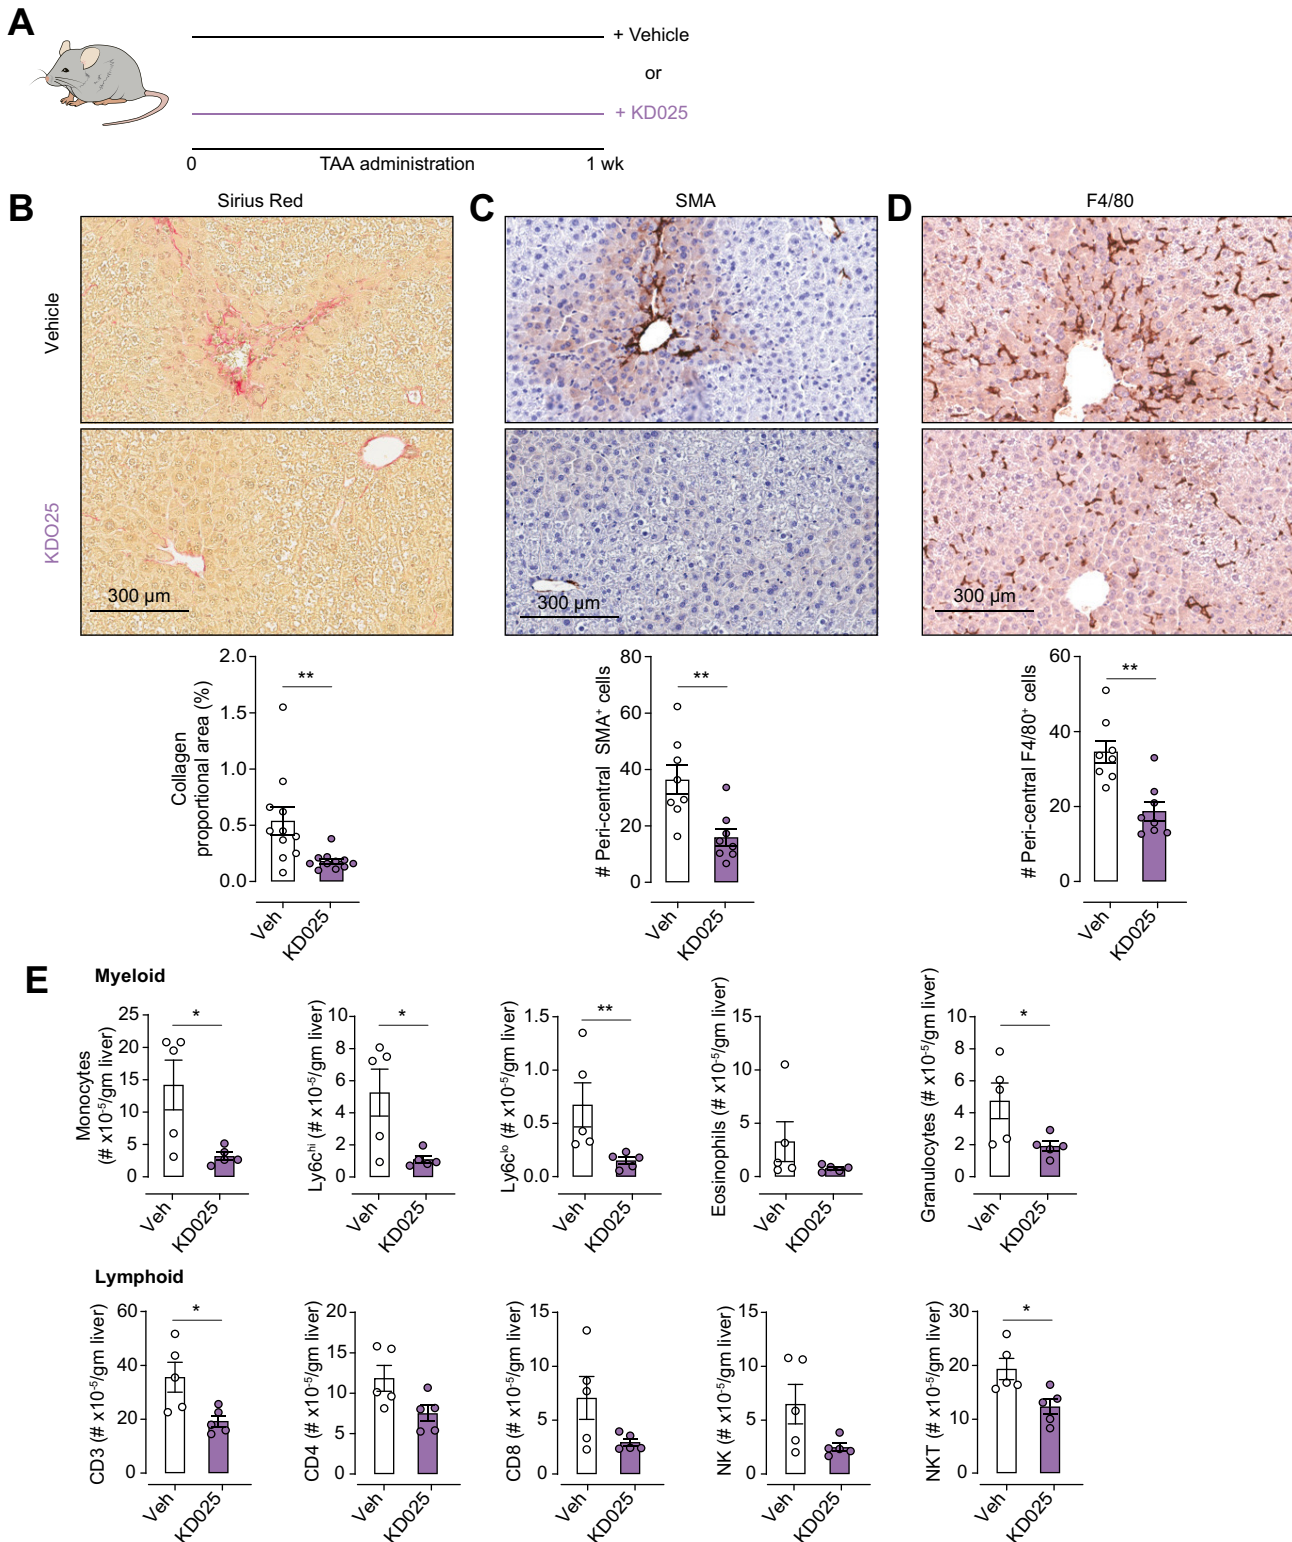 A
+ Vehicle
or
+ KD025
0 TAA administration 1 wk
B Sirius Red
C SMA
D F4/80
Vehicle
KDO25
300 µm
300 µm
300 µm
Collagen
proportional area (%)
2.0
1.5
1.0
0.5
0.0
**
Veh
KD025
# Peri-central SMA+ cells
80
60
40
20
0
**
Veh
KD025
# Peri-central F4/80+ cells
60
40
20
0
**
Veh
KD025
E
Myeloid
Monocytes
(# x10-5/gm liver)
25
20
15
10
5
0
*
Veh
KD025
Ly6chi (# x10-5/gm liver)
10
8
6
4
2
0
*
Veh
KD025
Ly6clo (# x10-5/gm liver)
1.5
1.0
0.5
0.0
**
Veh
KD025
Eosinophils (# x10-5/gm liver)
15
10
5
0
Veh
KD025
Granulocytes (# x10-5/gm liver)
10
8
6
4
2
0
*
Veh
KD025
Lymphoid
CD3 (# x10-5/gm liver)
60
40
20
0
*
Veh
KD025
CD4 (# x10-5/gm liver)
20
15
10
5
0
Veh
KD025
CD8 (# x10-5/gm liver)
15
10
5
0
Veh
KD025
NK (# x10-5/gm liver)
15
10
5
0
Veh
KD025
NKT (# x10-5/gm liver)
30
20
10
0
*
Veh
KD025